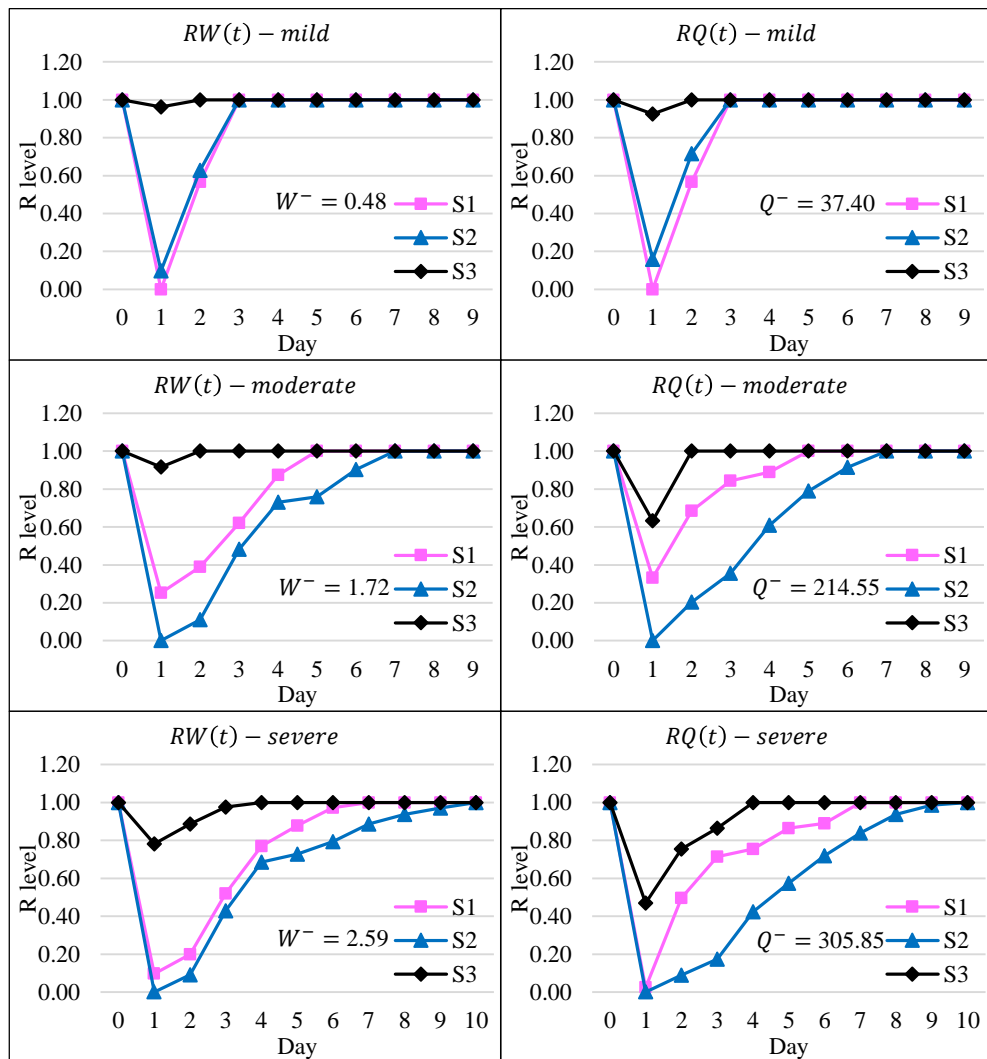 RW(t) − mild
1.20
1.00
0.80
0.60
0.40
0.20
0.00
R level
W⁻ = 0.48
S1
S2
S3
0 1 2 3 4 5 6 7 8 9
Day
RQ(t) − mild
1.20
1.00
0.80
0.60
0.40
0.20
0.00
R level
Q⁻ = 37.40
S1
S2
S3
0 1 2 3 4 5 6 7 8 9
Day
RW(t) − moderate
1.20
1.00
0.80
0.60
0.40
0.20
0.00
R level
W⁻ = 1.72
S1
S2
S3
0 1 2 3 4 5 6 7 8 9
Day
RQ(t) − moderate
1.20
1.00
0.80
0.60
0.40
0.20
0.00
R level
Q⁻ = 214.55
S1
S2
S3
0 1 2 3 4 5 6 7 8 9
Day
RW(t) − severe
1.20
1.00
0.80
0.60
0.40
0.20
0.00
R level
W⁻ = 2.59
S1
S2
S3
0 1 2 3 4 5 6 7 8 9 10
Day
RQ(t) − severe
1.20
1.00
0.80
0.60
0.40
0.20
0.00
R level
Q⁻ = 305.85
S1
S2
S3
0 1 2 3 4 5 6 7 8 9 10
Day